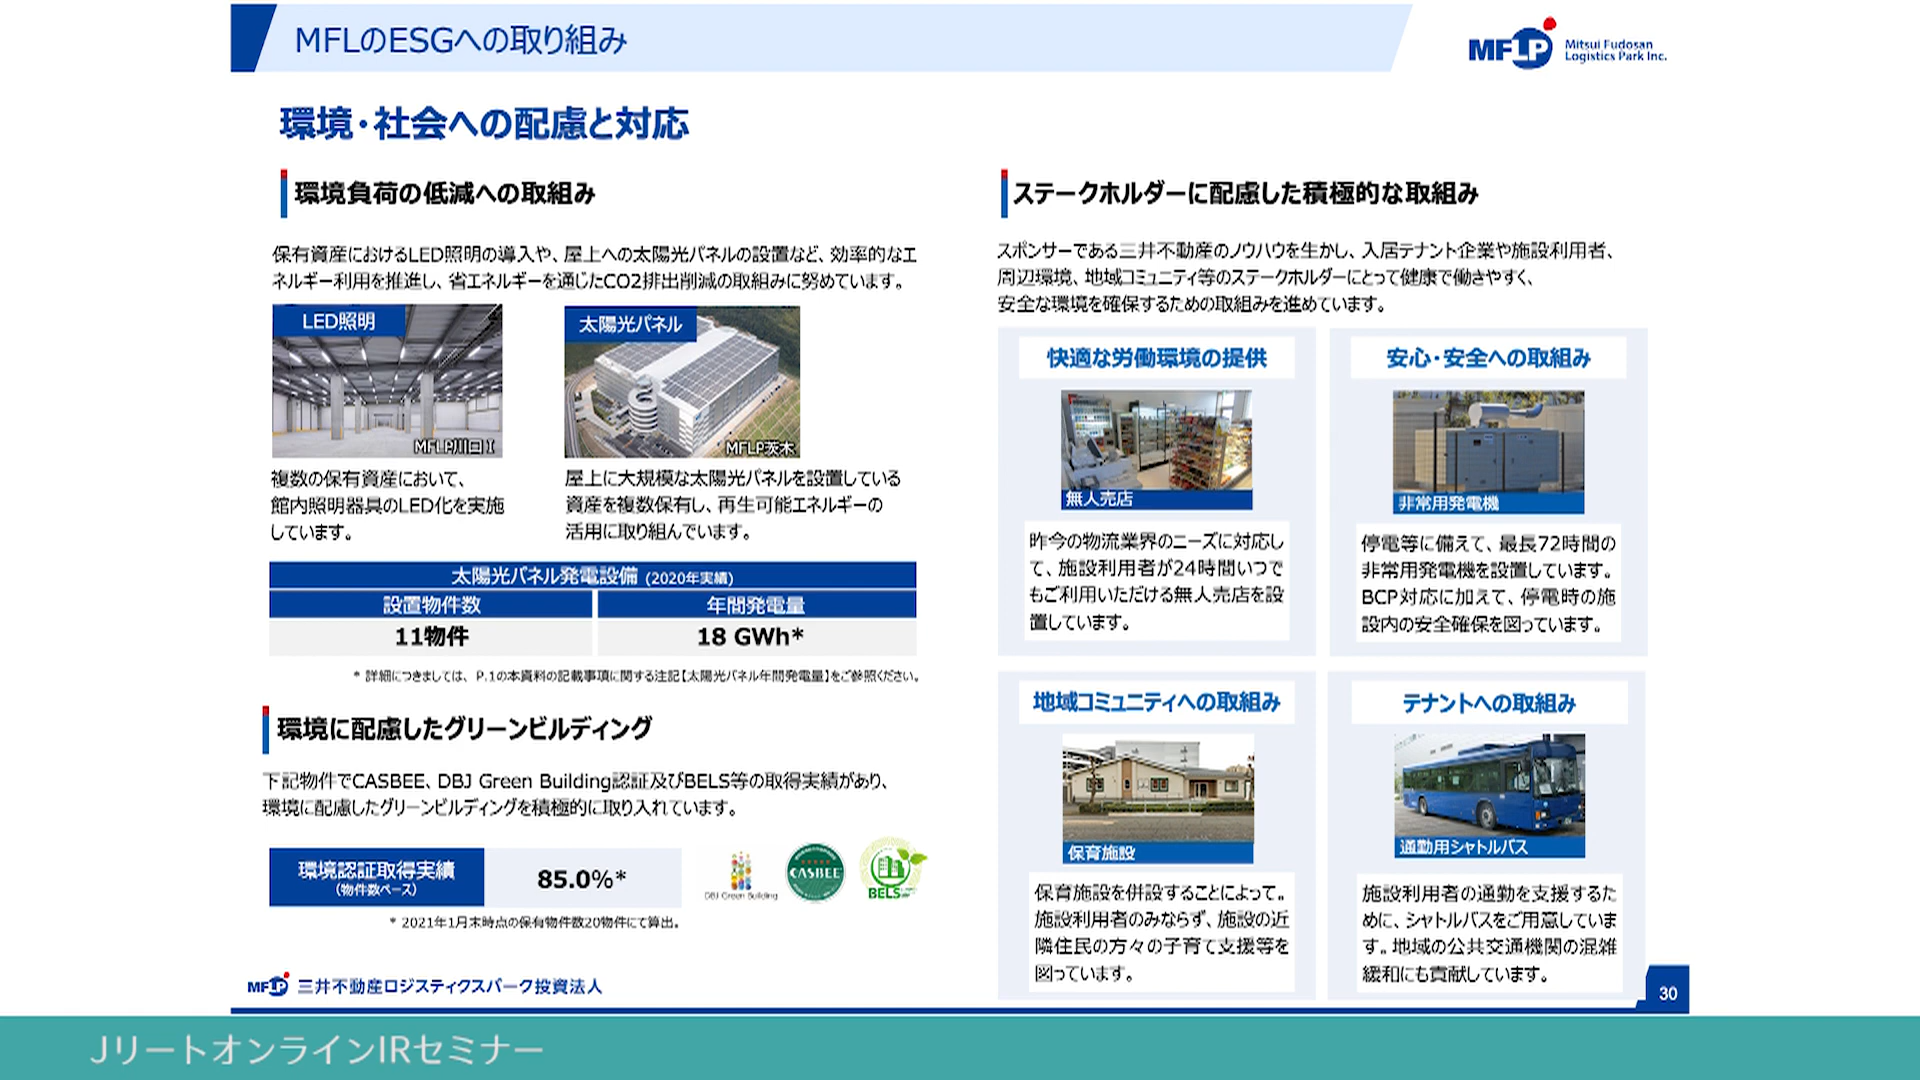 MFLのESGへの取り組み
MFLP
Mitsui Fudosan
Logistics Park Inc.
環境・社会への配慮と対応
環境負荷の低減への取組み
保有資産におけるLED照明の導入や、屋上への太陽光パネルの設置など、効率的なエ
ネルギー利用を推進し、省エネルギーを通じたCO2排出削減の取組みに努めています。
LED照明
MFLP川口Ⅰ
複数の保有資産において、
館内照明器具のLED化を実施
しています。
太陽光パネル
MFLP茨木
屋上に大規模な太陽光パネルを設置している
資産を複数保有し、再生可能エネルギーの
活用に取り組んでいます。
太陽光パネル発電設備 (2020年実績)
設置物件数 年間発電量
11物件 18 GWh*
* 詳細につきましては、P.1の本資料の記載事項に関する注記【太陽光パネル年間発電量】をご参照ください。
環境に配慮したグリーンビルディング
下記物件でCASBEE、DBJ Green Building認証及びBELS等の取得実績があり、
環境に配慮したグリーンビルディングを積極的に取り入れています。
環境認証取得実績
(物件数ベース)
85.0%*
DBJ Green Building
CASBEE
BELS
* 2021年1月末時点の保有物件数20物件にて算出。
ステークホルダーに配慮した積極的な取組み
スポンサーである三井不動産のノウハウを生かし、入居テナント企業や施設利用者、
周辺環境、地域コミュニティ等のステークホルダーにとって健康で働きやすく、
安全な環境を確保するための取組みを進めています。
快適な労働環境の提供
無人売店
昨今の物流業界のニーズに対応し
て、施設利用者が24時間いつで
もご利用いただける無人売店を設
置しています。
安心・安全への取組み
非常用発電機
停電等に備えて、最長72時間の
非常用発電機を設置しています。
BCP対応に加えて、停電時の施
設内の安全確保を図っています。
地域コミュニティへの取組み
保育施設
保育施設を併設することによって。
施設利用者のみならず、施設の近
隣住民の方々の子育て支援等を
図っています。
テナントへの取組み
通勤用シャトルバス
施設利用者の通勤を支援するた
めに、シャトルバスをご用意していま
す。地域の公共交通機関の混雑
緩和にも貢献しています。
MFLP 三井不動産ロジスティクスパーク投資法人
30
JリートオンラインIRセミナー